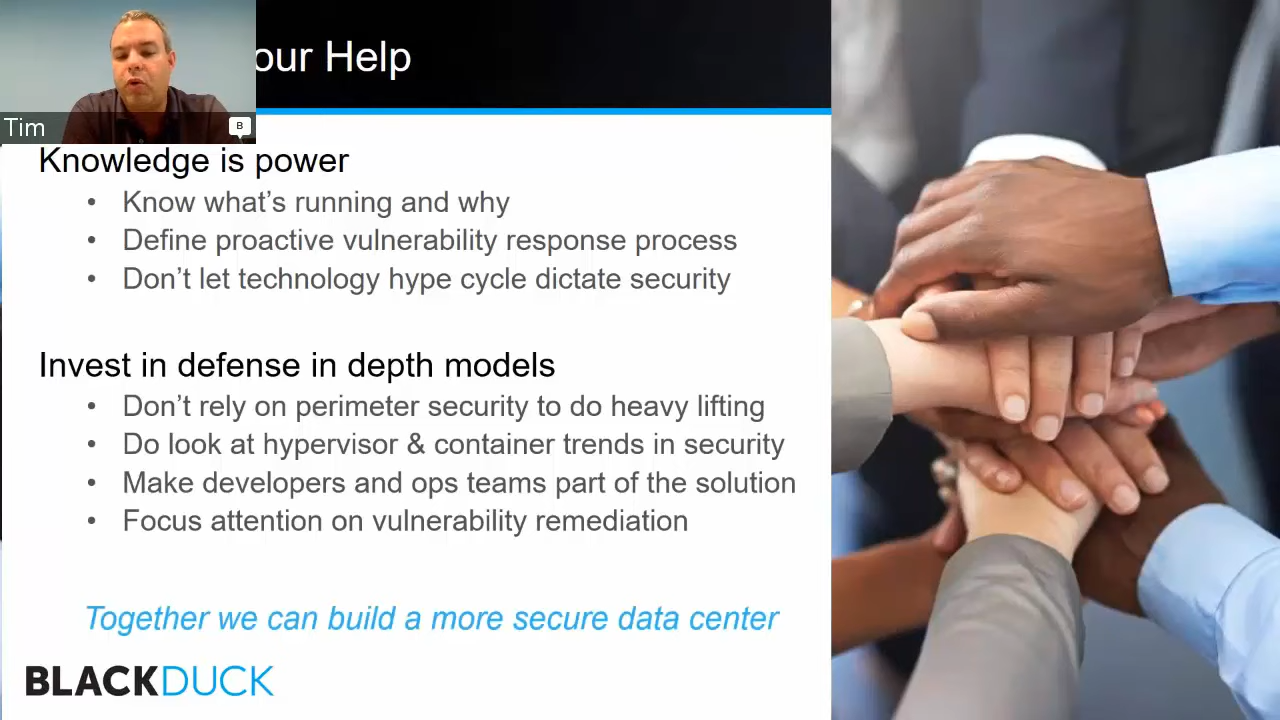 our Help
Tim
B
Knowledge is power
• Know what's running and why
• Define proactive vulnerability response process
• Don't let technology hype cycle dictate security
Invest in defense in depth models
• Don't rely on perimeter security to do heavy lifting
• Do look at hypervisor & container trends in security
• Make developers and ops teams part of the solution
• Focus attention on vulnerability remediation
Together we can build a more secure data center
BLACKDUCK